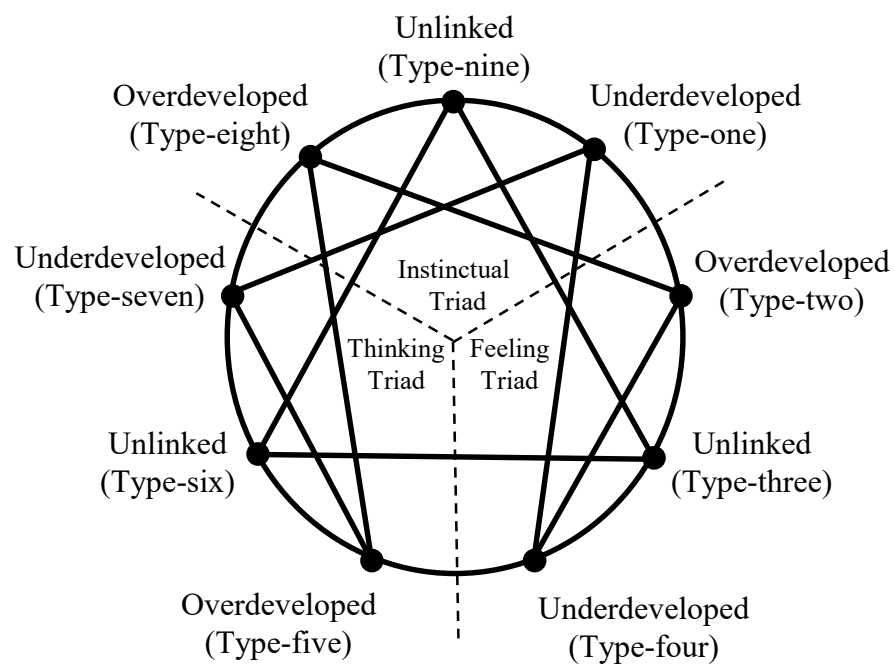 Unlinked
(Type-nine)
Overdeveloped
(Type-eight)
Underdeveloped
(Type-one)
Underdeveloped
(Type-seven)
Instinctual
Triad
Overdeveloped
(Type-two)
Thinking
Triad
Feeling
Triad
Unlinked
(Type-six)
Unlinked
(Type-three)
Overdeveloped
(Type-five)
Underdeveloped
(Type-four)